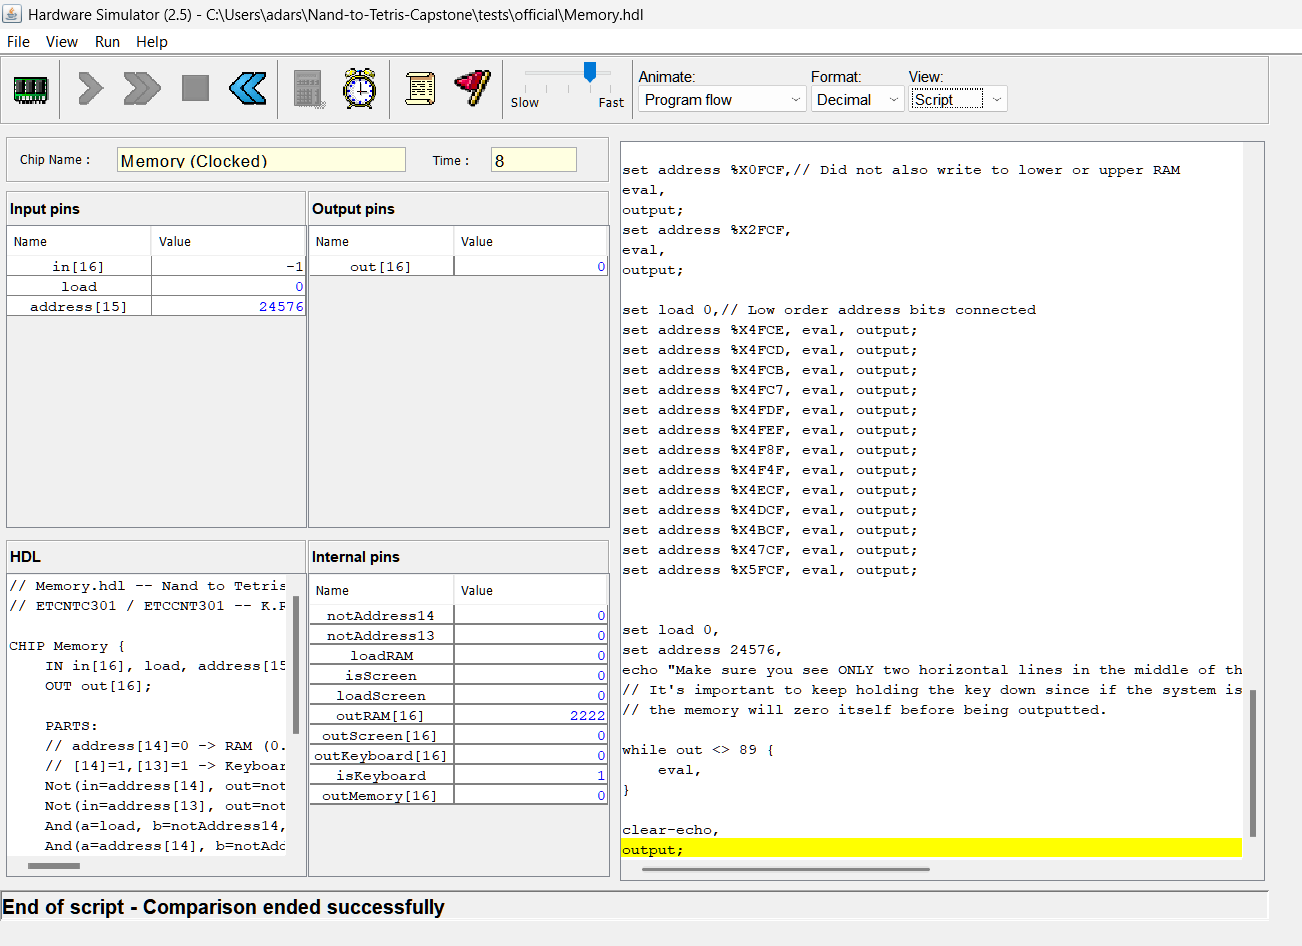 Hardware Simulator (2.5) - C:\Users\adars\Nand-to-Tetris-Capstone\tests\official\Memory.hdl
File View Run Help
Slow Fast
Animate:
Program flow
Format:
Decimal
View:
Script
Chip Name :
Memory (Clocked)
Time :
8
Input pins
Name Value
in[16] -1
load 0
address[15] 24576
Output pins
Name Value
out[16] 0
HDL
// Memory.hdl -- Nand to Tetris
// ETCNTC301 / ETCCNT301 -- K.R
CHIP Memory {
IN in[16], load, address[15
OUT out[16];
PARTS:
// address[14]=0 -> RAM (0.
// [14]=1,[13]=1 -> Keyboar
Not(in=address[14], out=not
Not(in=address[13], out=not
And(a=load, b=notAddress14,
And(a=address[14], b=notAdd
Internal pins
Name Value
notAddress14 0
notAddress13 0
loadRAM 0
isScreen 0
loadScreen 0
outRAM[16] 2222
outScreen[16] 0
outKeyboard[16] 0
isKeyboard 1
outMemory[16] 0
set address %X0FCF,// Did not also write to lower or upper RAM
eval,
output;
set address %X2FCF,
eval,
output;
set load 0,// Low order address bits connected
set address %X4FCE, eval, output;
set address %X4FCD, eval, output;
set address %X4FCB, eval, output;
set address %X4FC7, eval, output;
set address %X4FDF, eval, output;
set address %X4FEF, eval, output;
set address %X4F8F, eval, output;
set address %X4F4F, eval, output;
set address %X4ECF, eval, output;
set address %X4DCF, eval, output;
set address %X4BCF, eval, output;
set address %X47CF, eval, output;
set address %X5FCF, eval, output;
set load 0,
set address 24576,
echo "Make sure you see ONLY two horizontal lines in the middle of th
// It's important to keep holding the key down since if the system is
// the memory will zero itself before being outputted.
while out <> 89 {
eval,
}
clear-echo,
output;
End of script - Comparison ended successfully